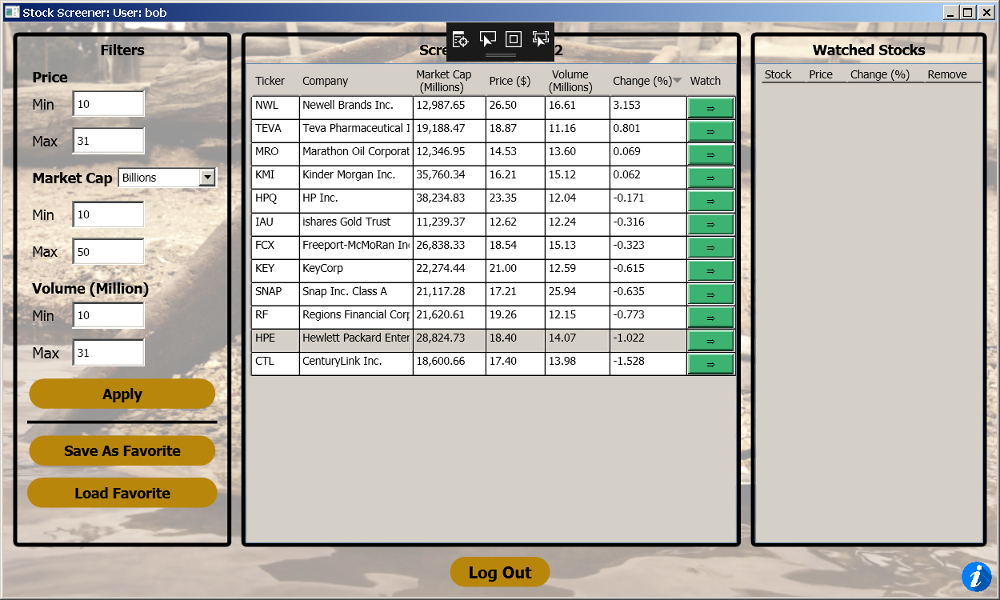 Stock Screener: User: bob
Filters
Price
Min 10
Max 31
Market Cap Billions
Min 10
Max 50
Volume (Million)
Min 10
Max 31
Apply
Save As Favorite
Load Favorite
Scre 2
Ticker Company Market Cap (Millions) Price ($) Volume (Millions) Change (%) Watch
NWL Newell Brands Inc. 12,987.65 26.50 16.61 3.153 ⇒
TEVA Teva Pharmaceutical I 19,188.47 18.87 11.16 0.801 ⇒
MRO Marathon Oil Corporat 12,346.95 14.53 13.60 0.069 ⇒
KMI Kinder Morgan Inc. 35,760.34 16.21 15.12 0.062 ⇒
HPQ HP Inc. 38,234.83 23.35 12.04 -0.171 ⇒
IAU ishares Gold Trust 11,239.37 12.62 12.24 -0.316 ⇒
FCX Freeport-McMoRan In 26,838.33 18.54 15.13 -0.323 ⇒
KEY KeyCorp 22,274.44 21.00 12.59 -0.615 ⇒
SNAP Snap Inc. Class A 21,117.28 17.21 25.94 -0.635 ⇒
RF Regions Financial Corp 21,620.61 19.26 12.15 -0.773 ⇒
HPE Hewlett Packard Enter 28,824.73 18.40 14.07 -1.022 ⇒
CTL CenturyLink Inc. 18,600.66 17.40 13.98 -1.528 ⇒
Watched Stocks
Stock Price Change (%) Remove
Log Out
i